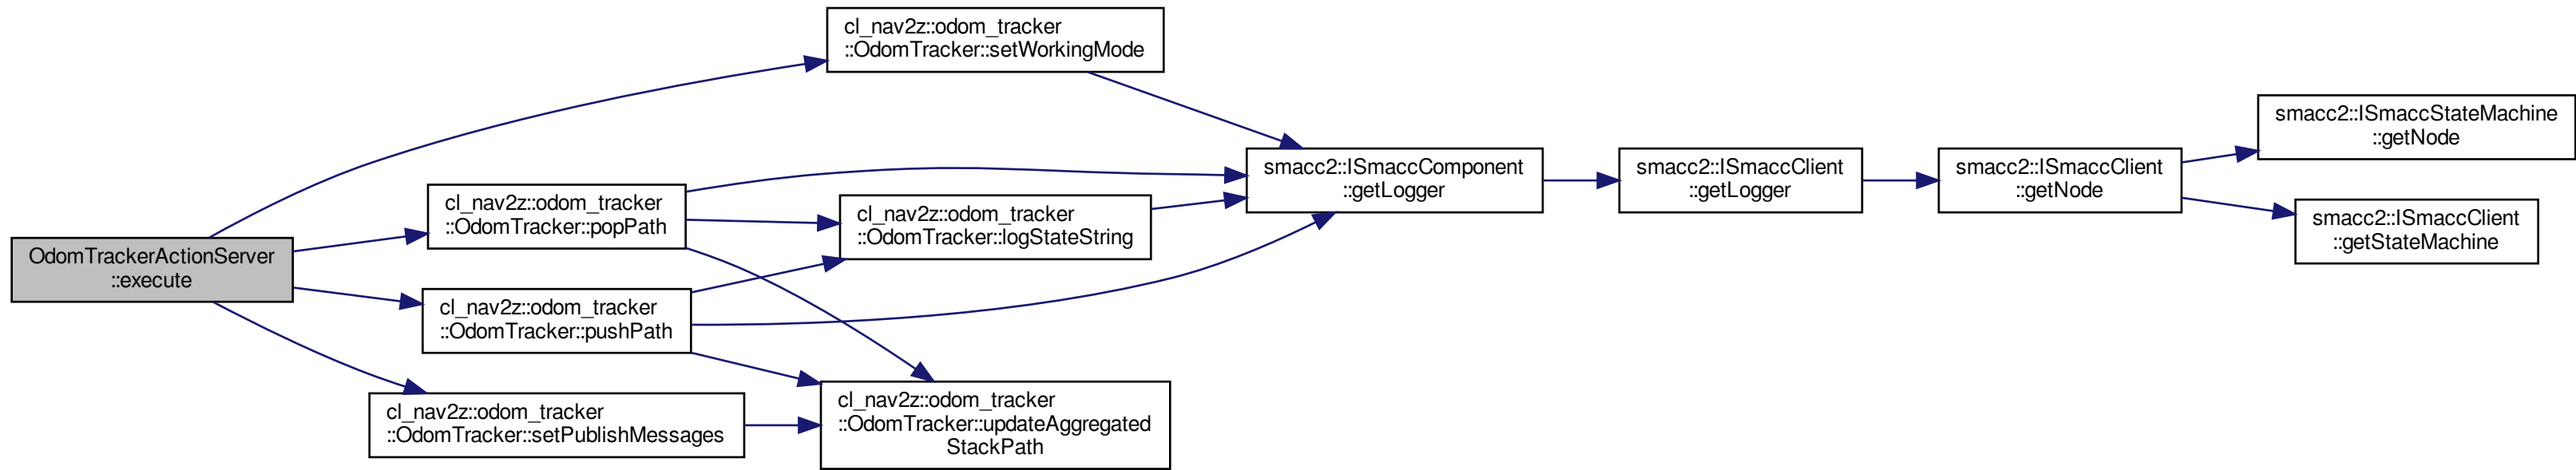 cl_nav2z::odom_tracker
::OdomTracker::setWorkingMode
smacc2::ISmaccStateMachine
::getNode
smacc2::ISmaccComponent
::getLogger
smacc2::ISmaccClient
::getLogger
smacc2::ISmaccClient
::getNode
cl_nav2z::odom_tracker
::OdomTracker::popPath
cl_nav2z::odom_tracker
::OdomTracker::logStateString
smacc2::ISmaccClient
::getStateMachine
OdomTrackerActionServer
::execute
cl_nav2z::odom_tracker
::OdomTracker::pushPath
cl_nav2z::odom_tracker
::OdomTracker::setPublishMessages
cl_nav2z::odom_tracker
::OdomTracker::updateAggregated
StackPath